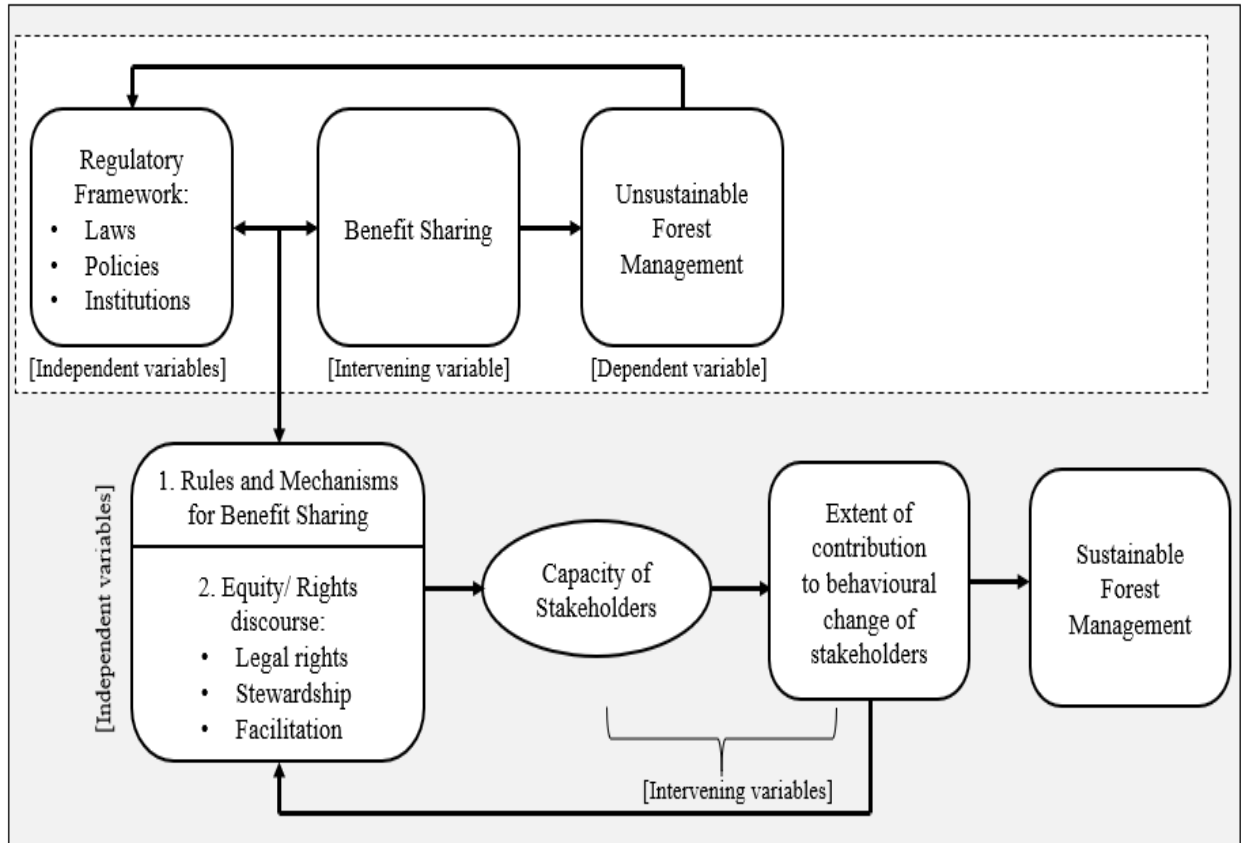 Regulatory
Framework:
• Laws
• Policies
• Institutions
[Independent variables]
Benefit Sharing
[Intervening variable]
Unsustainable
Forest
Management
[Dependent variable]
[Independent variables]
1. Rules and Mechanisms
for Benefit Sharing
2. Equity/ Rights
discourse:
• Legal rights
• Stewardship
• Facilitation
Capacity of
Stakeholders
Extent of
contribution
to behavioural
change of
stakeholders
[Intervening variables]
Sustainable
Forest
Management